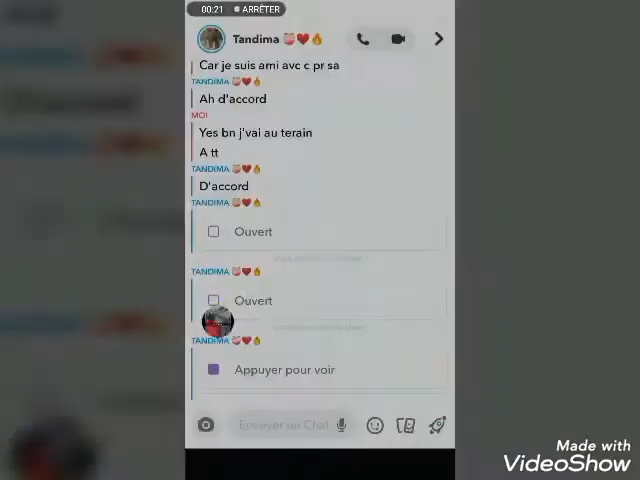 00:21 ARRÊTER
Tandima
Car je suis ami avc c pr sa
TANDIMA
Ah d'accord
MOI
Yes bn j'vai au terain
A tt
TANDIMA
D'accord
TANDIMA
Ouvert
TANDIMA
Ouvert
TANDIMA
Appuyer pour voir
Envoyer un Chat
Made with
VideoShow